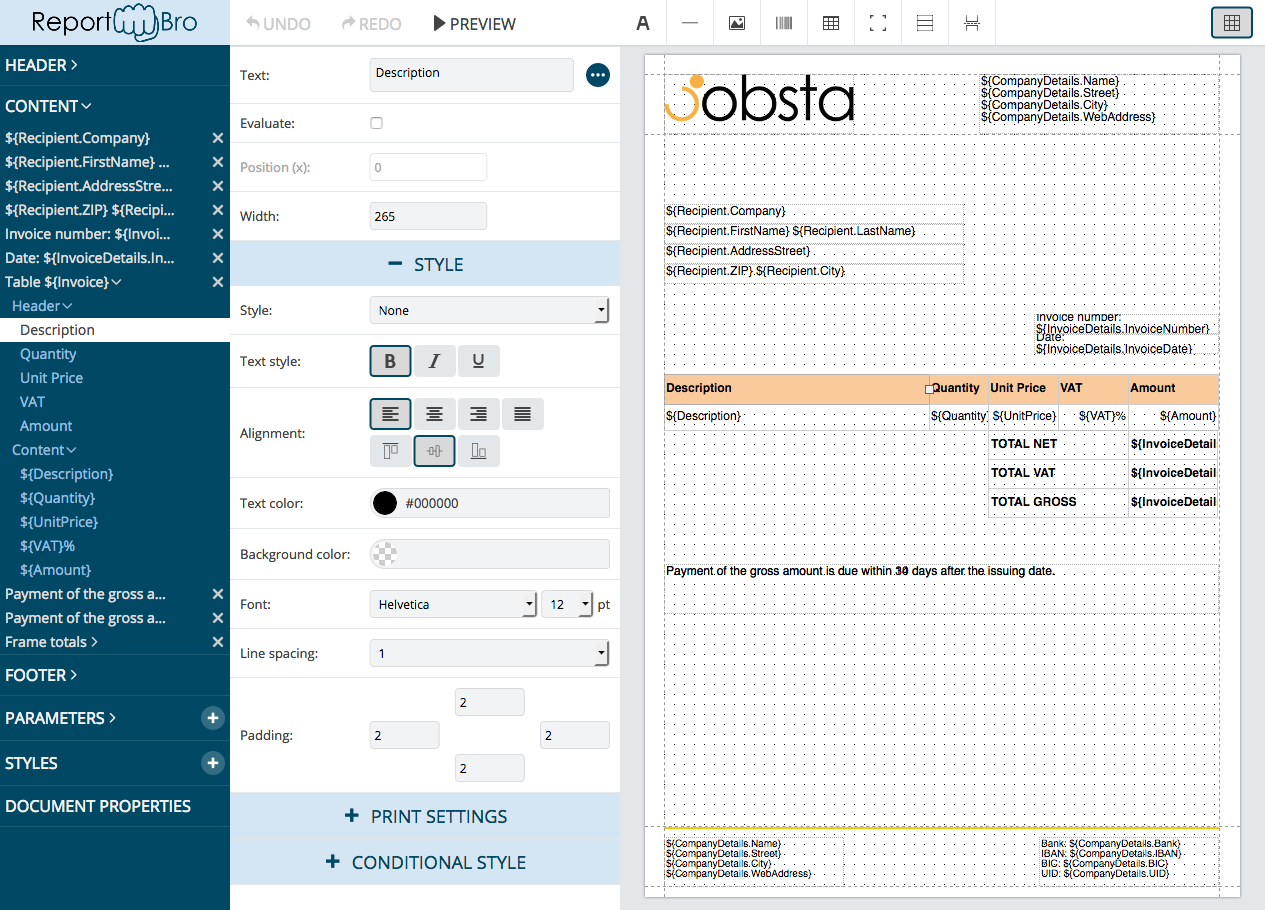 ReportBro
UNDO
REDO
PREVIEW
A
HEADER
CONTENT
${Recipient.Company}
${Recipient.FirstName} ...
${Recipient.AddressStre...
${Recipient.ZIP} ${Recipi...
Invoice number: ${Invoi...
Date: ${InvoiceDetails.In...
Table ${Invoice}
Header
Description
Quantity
Unit Price
VAT
Amount
Content
${Description}
${Quantity}
${UnitPrice}
${VAT}%
${Amount}
Payment of the gross a...
Payment of the gross a...
Frame totals
FOOTER
PARAMETERS
STYLES
DOCUMENT PROPERTIES
Text:
Description
Evaluate:
Position (x):
0
Width:
265
STYLE
Style:
None
Text style:
B I U
Alignment:
Text color:
#000000
Background color:
Font:
Helvetica
12
pt
Line spacing:
1
Padding:
2
2
2
2
PRINT SETTINGS
CONDITIONAL STYLE
jobsta
${CompanyDetails.Name}
${CompanyDetails.Street}
${CompanyDetails.City}
${CompanyDetails.WebAddress}
${Recipient.Company}
${Recipient.FirstName} ${Recipient.LastName}
${Recipient.AddressStreet}
${Recipient.ZIP} ${Recipient.City}
Invoice number:
${InvoiceDetails.InvoiceNumber}
Date:
${InvoiceDetails.InvoiceDate}
Description Quantity Unit Price VAT Amount
${Description} ${Quantity} ${UnitPrice} ${VAT}% ${Amount}
TOTAL NET ${InvoiceDetail
TOTAL VAT ${InvoiceDetail
TOTAL GROSS ${InvoiceDetail
Payment of the gross amount is due within days after the issuing date.
${CompanyDetails.Name}
${CompanyDetails.Street}
${CompanyDetails.City}
${CompanyDetails.WebAddress}
Bank: ${CompanyDetails.Bank}
IBAN: ${CompanyDetails.IBAN}
BIC: ${CompanyDetails.BIC}
UID: ${CompanyDetails.UID}